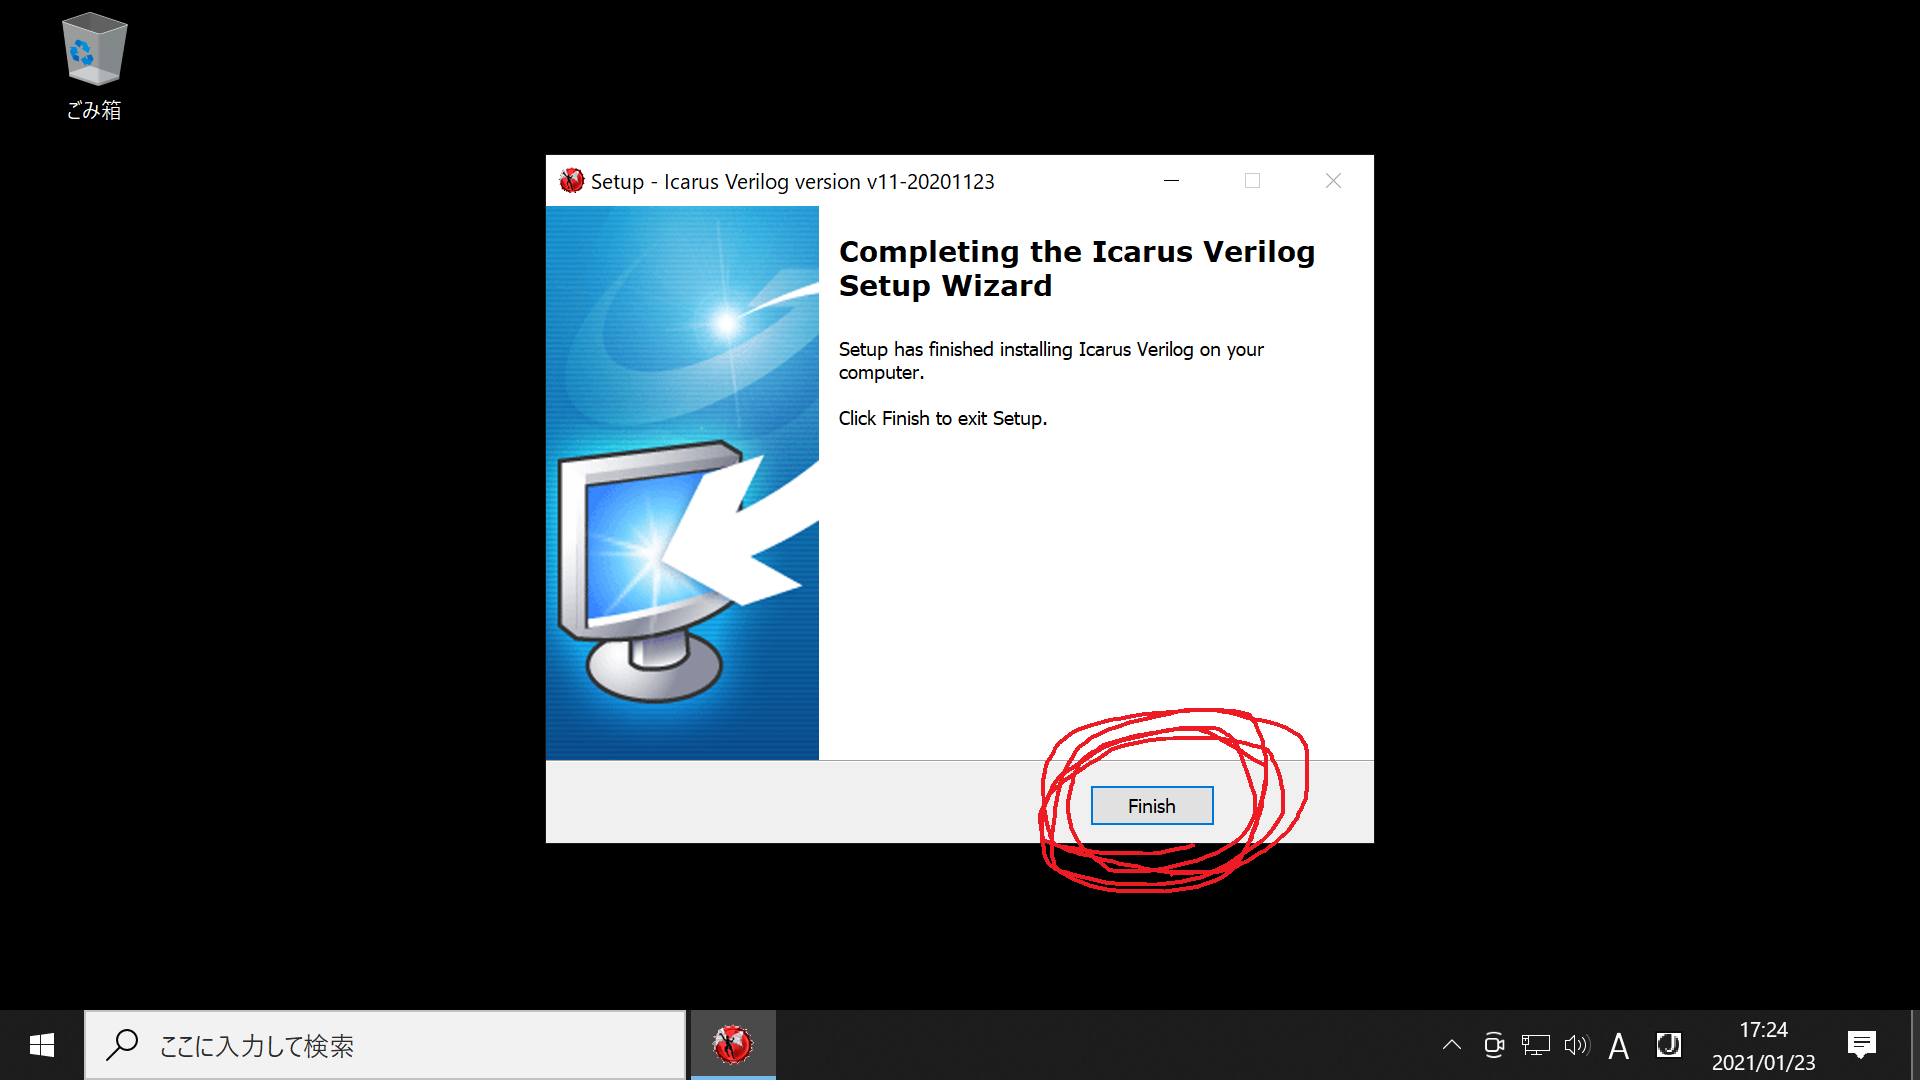 ごみ箱
Setup - Icarus Verilog version v11-20201123
Completing the Icarus Verilog
Setup Wizard
Setup has finished installing Icarus Verilog on your
computer.
Click Finish to exit Setup.
Finish
ここに入力して検索
A
J
17:24
2021/01/23